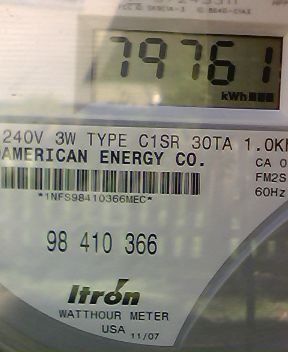 79761
kWh
240V 3W TYPE C1SR 30TA 1.0
AMERICAN ENERGY CO.
CA
FM2S
60Hz
*1NFS98410366MEC*
98 410 366
Itron
WATTHOUR METER
USA 11/07